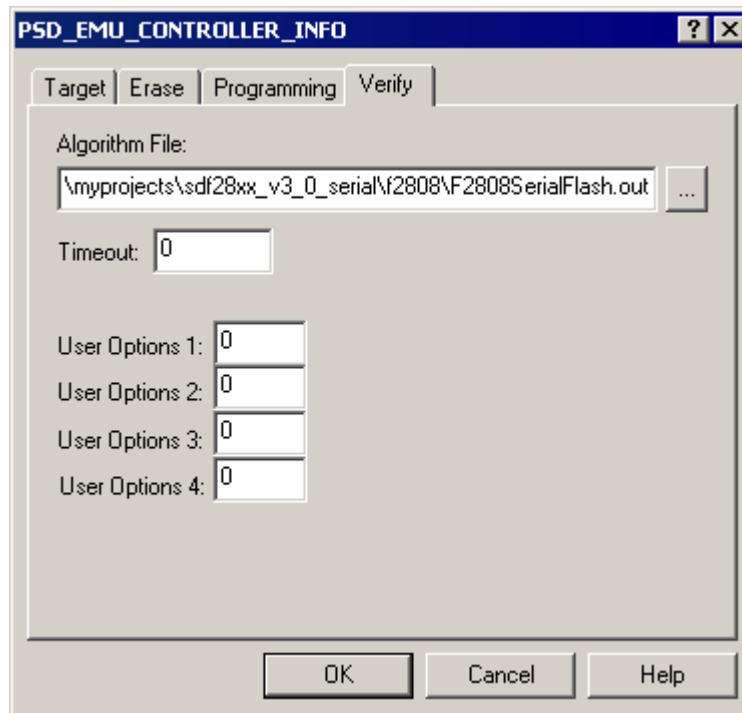 PSD_EMU_CONTROLLER_INFO
Target Erase Programming Verify
Algorithm File:
\myprojects\sdf28xx_v3_0_serial\f2808\F2808SerialFlash.out ...
Timeout: 0
User Options 1: 0
User Options 2: 0
User Options 3: 0
User Options 4: 0
OK Cancel Help